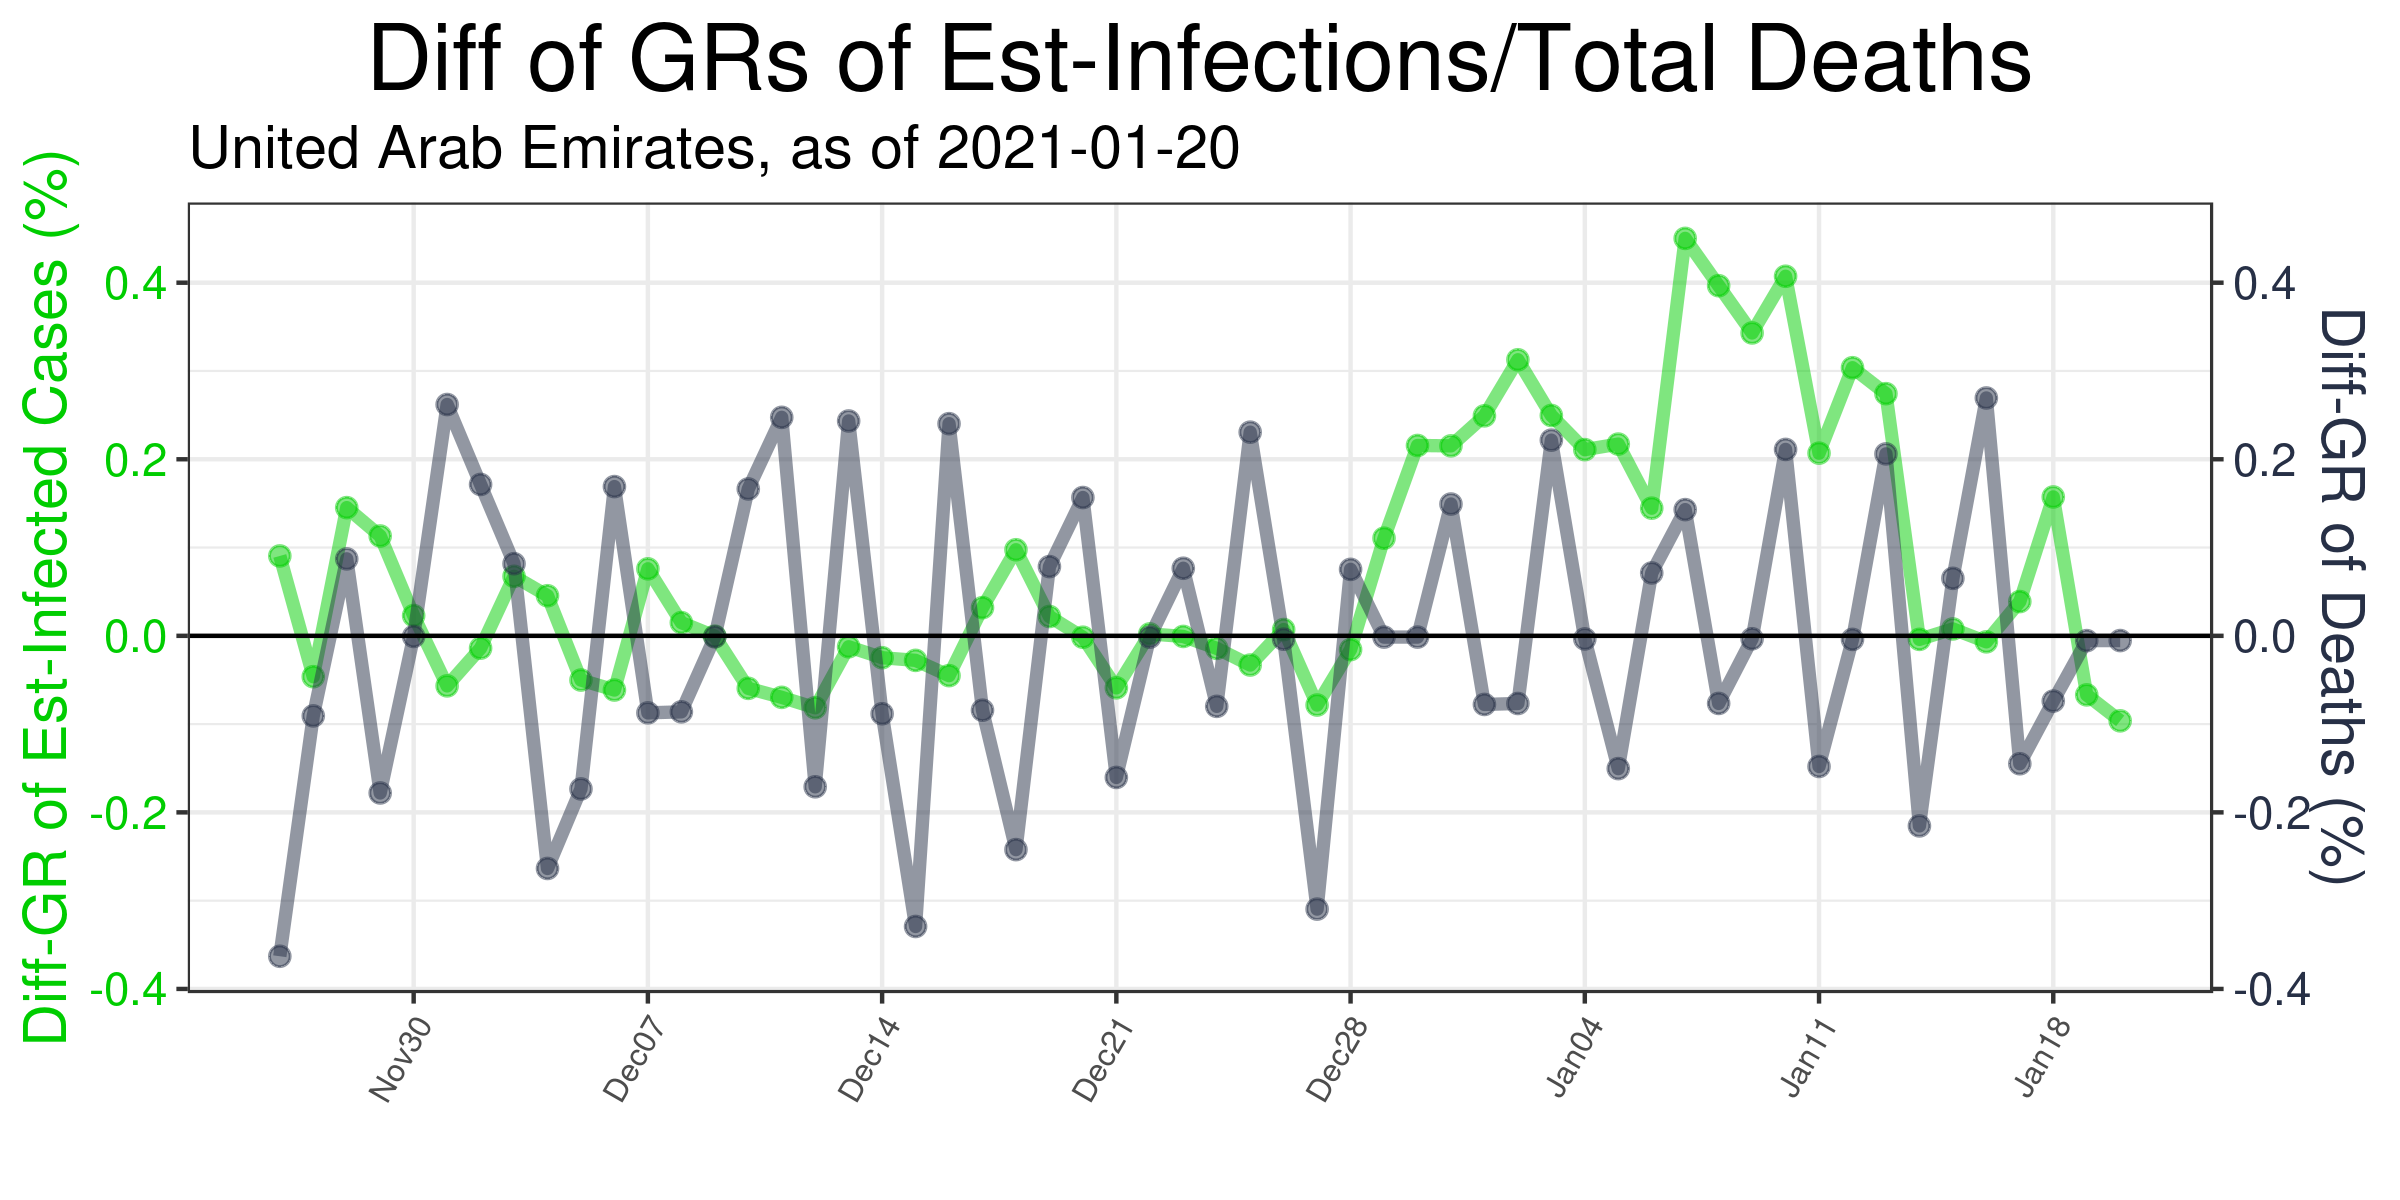 Diff of GRs of Est-Infections/Total Deaths
United Arab Emirates, as of 2021-01-20
Diff-GR of Est-Infected Cases (%)
0.4
0.2
0.0
-0.2
-0.4
0.4
0.2
0.0
-0.2
-0.4
Diff-GR of Deaths (%)
Nov30
Dec07
Dec14
Dec21
Dec28
Jan04
Jan11
Jan18